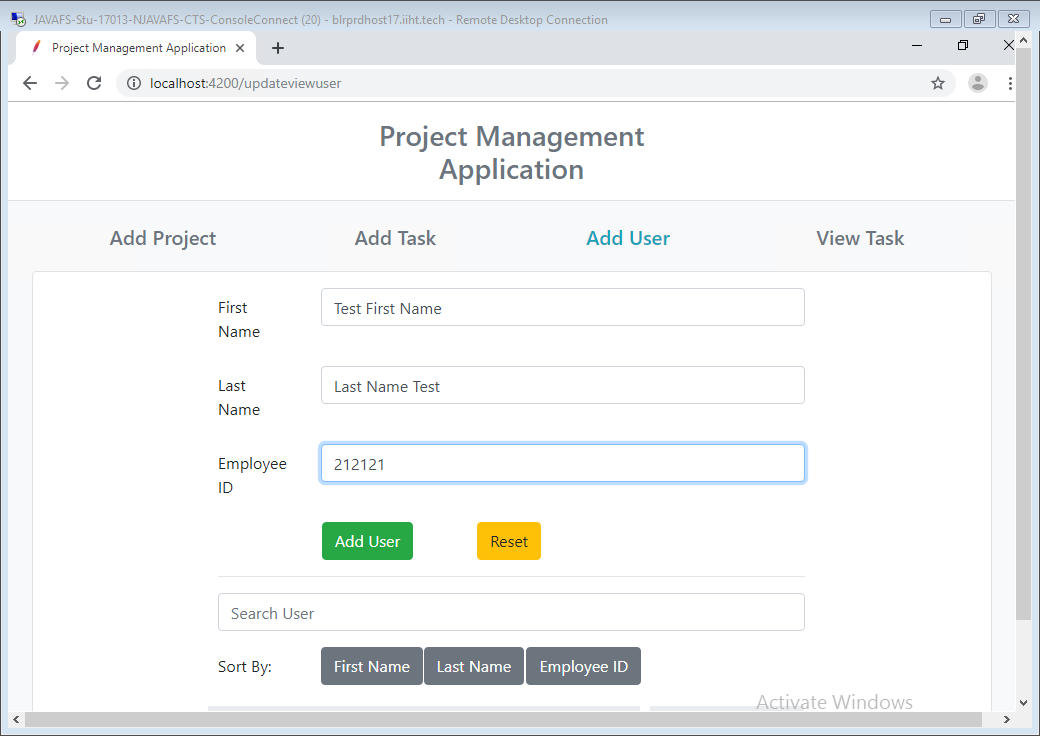 JAVAFS-Stu-17013-NJAVAFS-CTS-ConsoleConnect (20) - blrprdhost17.iiht.tech - Remote Desktop Connection
Project Management Application
localhost:4200/updateviewuser
Project Management
Application
Add Project
Add Task
Add User
View Task
First
Name
Test First Name
Last
Name
Last Name Test
Employee
ID
212121
Add User
Reset
Search User
Sort By:
First Name
Last Name
Employee ID
Activate Windows